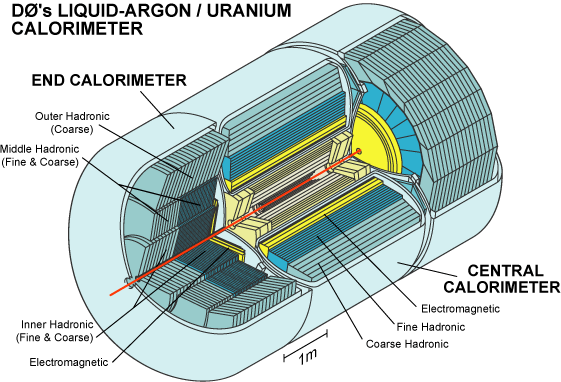 DØ's LIQUID-ARGON / URANIUM
CALORIMETER
END CALORIMETER
Outer Hadronic
(Coarse)
Middle Hadronic
(Fine & Coarse)
Inner Hadronic
(Fine & Coarse)
Electromagnetic
1m
CENTRAL
CALORIMETER
Electromagnetic
Fine Hadronic
Coarse Hadronic